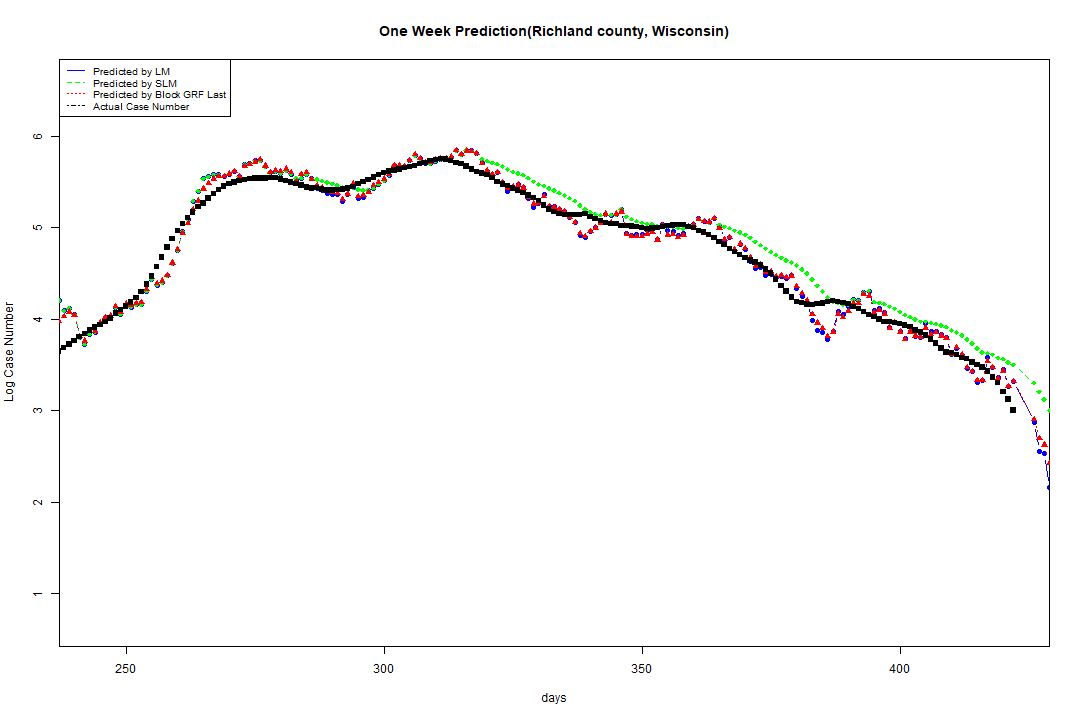 One Week Prediction(Richland county, Wisconsin)
Predicted by LM
Predicted by SLM
Predicted by Block GRF Last
Actual Case Number
6
5
4
3
2
1
Log Case Number
250
300
350
400
days